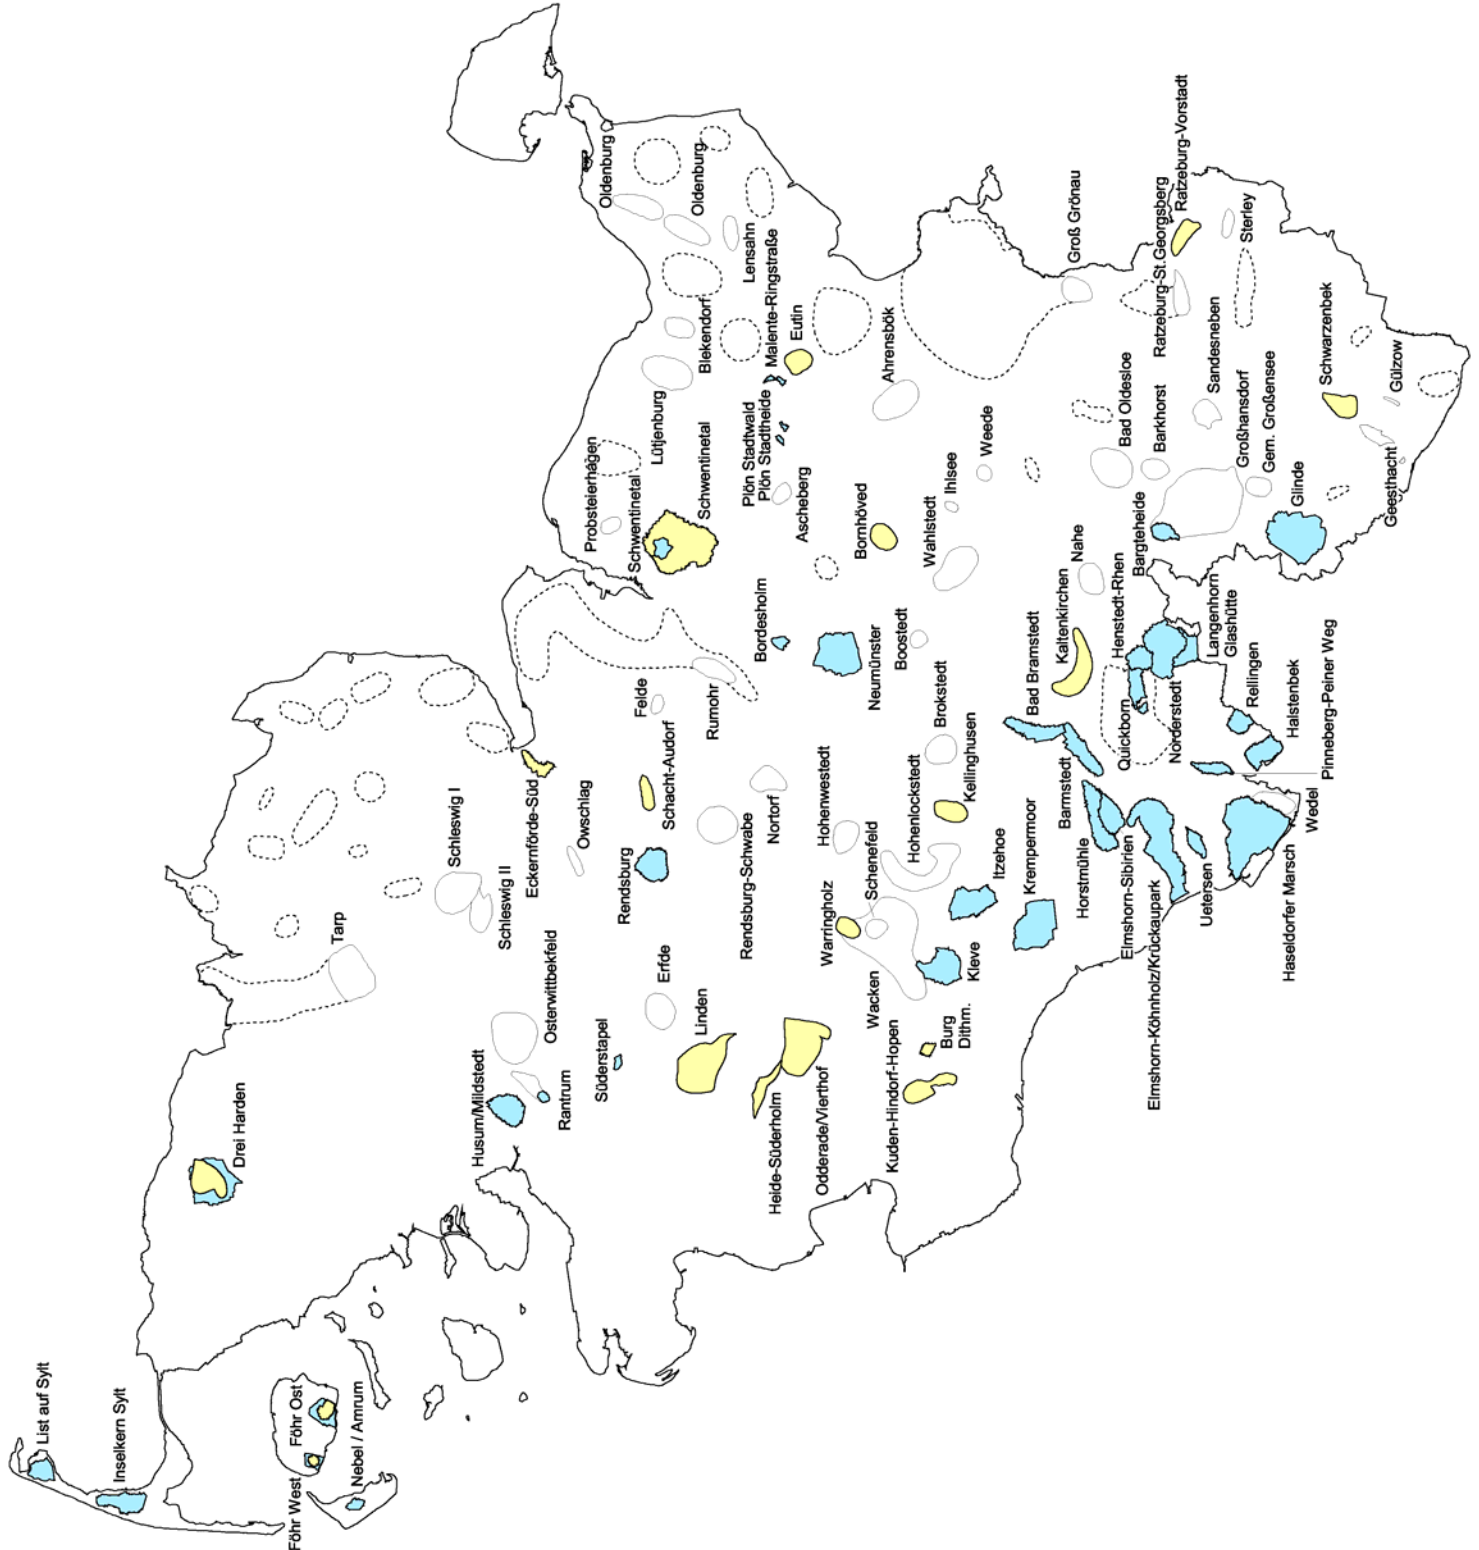 List auf Sylt
Inselkern Sylt
Föhr Ost
Föhr West
Nebel / Amrum
Drei Harden
Tarp
Husum/Mildstedt
Rantrum
Osterwittbekfeld
Schleswig I
Schleswig II
Eckernförde-Süd
Owschlag
Süderstapel
Erfde
Rendsburg
Schacht-Audorf
Felde
Rumohr
Linden
Rendsburg-Schwabe
Nortorf
Heide-Süderholm
Odderade/Vierthof
Hohenwestedt
Warringholz
Schenefeld
Wacken
Kuden-Hindorf-Hopen
Burg
Dithm.
Kleve
Hohenlockstedt
Kellinghusen
Brokstedt
Itzehoe
Krempermoor
Boostedt
Neumünster
Bordesholm
Probsteierhagen
Schwentinetal
Schwentinetal
Lütjenburg
Blekendorf
Oldenburg
Oldenburg
Lensahn
Malente-Ringstraße
Eutin
Plön Stadtwald
Plön Stadtheide
Ascheberg
Bornhöved
Ahrensbök
Wahlstedt
Ihlsee
Weede
Groß Grönau
Ratzeburg-St.Georgsberg
Ratzeburg-Vorstadt
Sterley
Sandesneben
Bad Oldesloe
Barkhorst
Großhansdorf
Gem. Großensee
Schwarzenbek
Gülzow
Geesthacht
Glinde
Bargteheide
Nahe
Henstedt-Rhen
Kaltenkirchen
Bad Bramstedt
Langenhorn
Glashütte
Quickborn
Norderstedt
Rellingen
Halstenbek
Pinneberg-Peiner Weg
Wedel
Barmstedt
Horstmühle
Elmshorn-Sibirien
Elmshorn-Köhnholz/Krückaupark
Uetersen
Haseldorfer Marsch